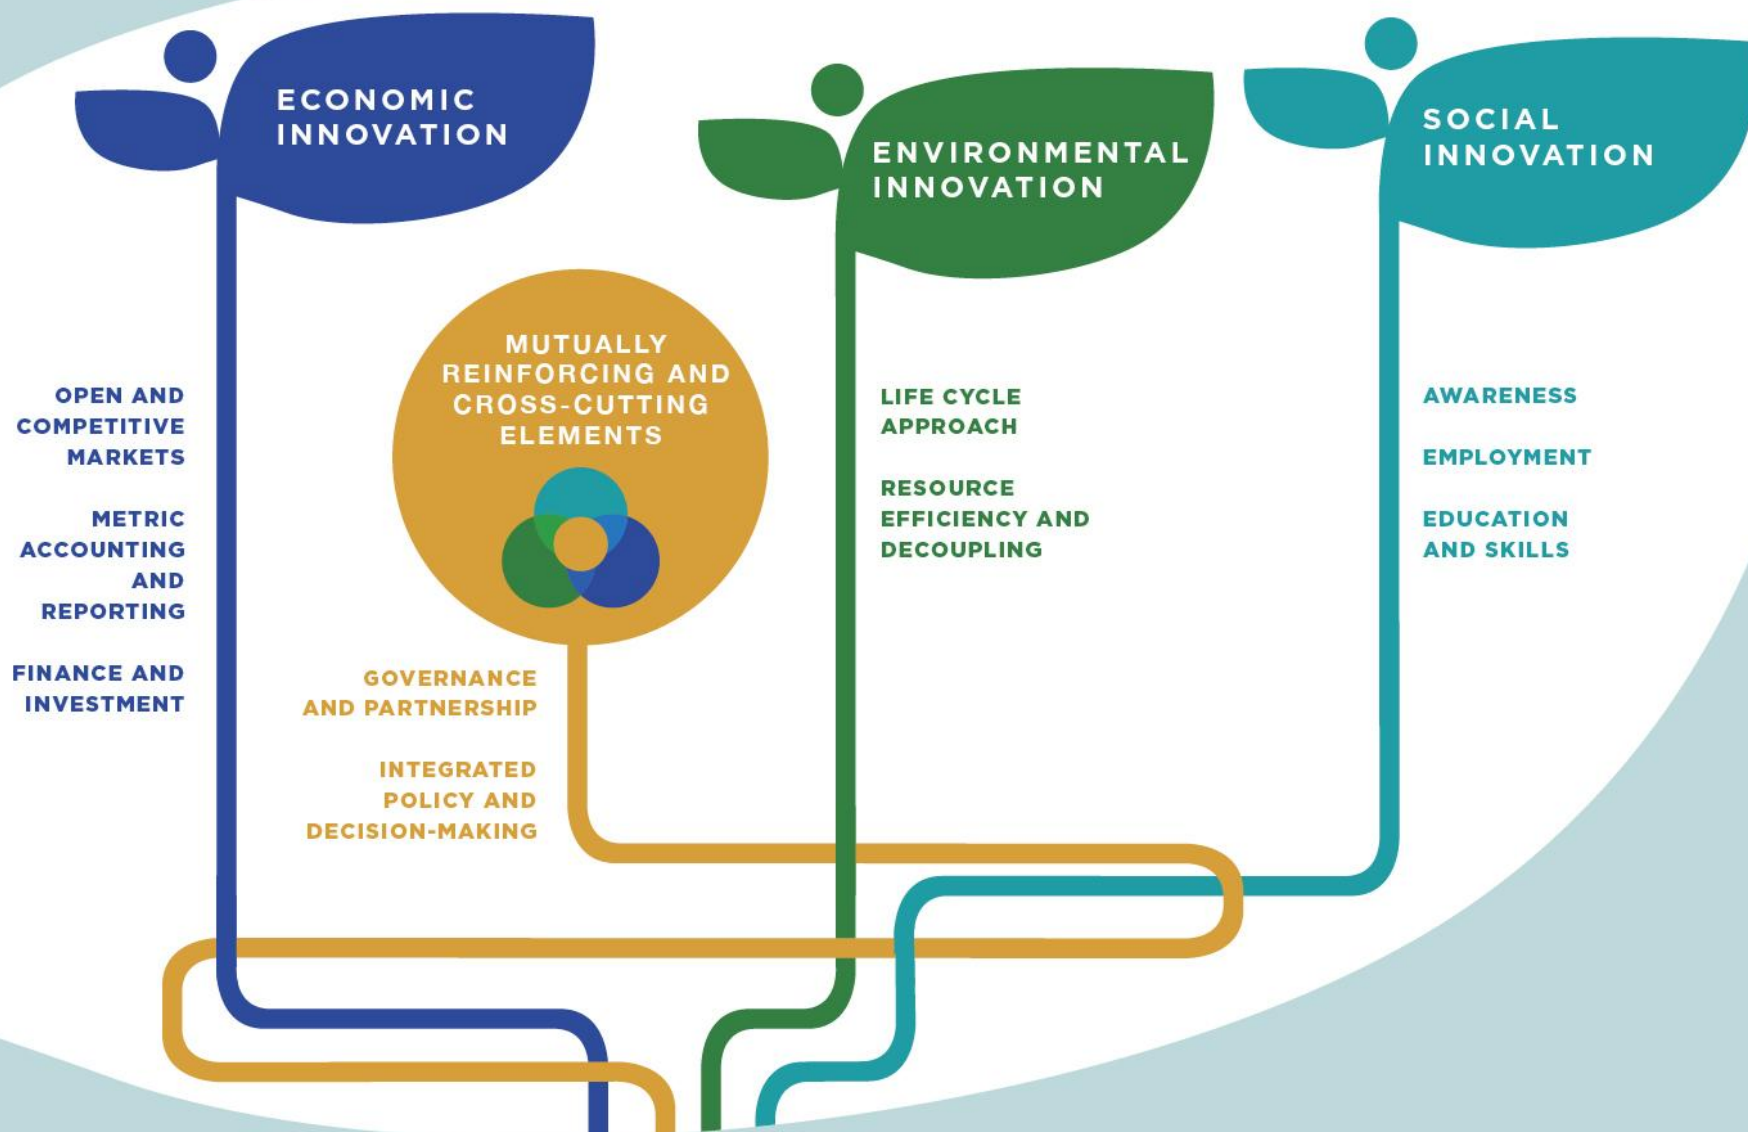 ECONOMIC
INNOVATION
ENVIRONMENTAL
INNOVATION
SOCIAL
INNOVATION
MUTUALLY
REINFORCING AND
CROSS-CUTTING
ELEMENTS
OPEN AND
COMPETITIVE
MARKETS
METRIC
ACCOUNTING
AND
REPORTING
FINANCE AND
INVESTMENT
GOVERNANCE
AND PARTNERSHIP
INTEGRATED
POLICY AND
DECISION-MAKING
LIFE CYCLE
APPROACH
RESOURCE
EFFICIENCY AND
DECOUPLING
AWARENESS
EMPLOYMENT
EDUCATION
AND SKILLS